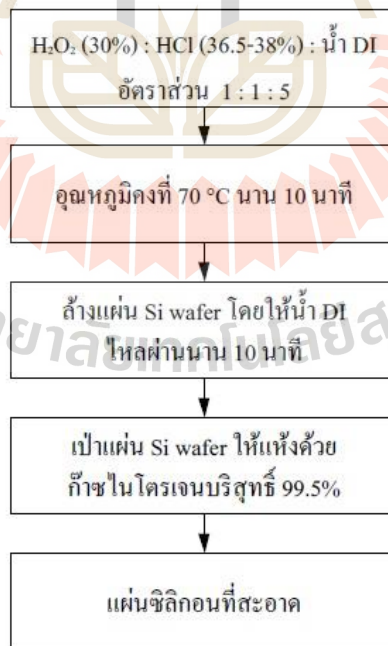 H₂O₂ (30%) : HCl (36.5-38%) : น้ำ DI
อัตราส่วน 1 : 1 : 5
อุณหภูมิคงที่ 70 °C นาน 10 นาที
ล้างแผ่น Si wafer โดยให้น้ำ DI
ไหลผ่านนาน 10 นาที
เป่าแผ่น Si wafer ให้แห้งด้วย
ก๊าซไนโตรเจนบริสุทธิ์ 99.5%
แผ่นซิลิกอนที่สะอาด